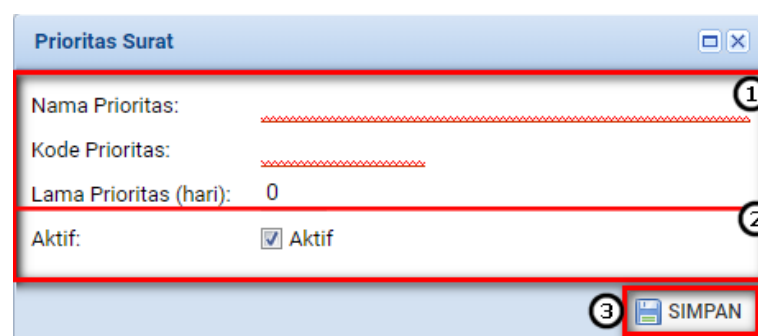 Prioritas Surat
1
Nama Prioritas:
Kode Prioritas:
Lama Prioritas (hari): 0
2
Aktif: Aktif
3 SIMPAN